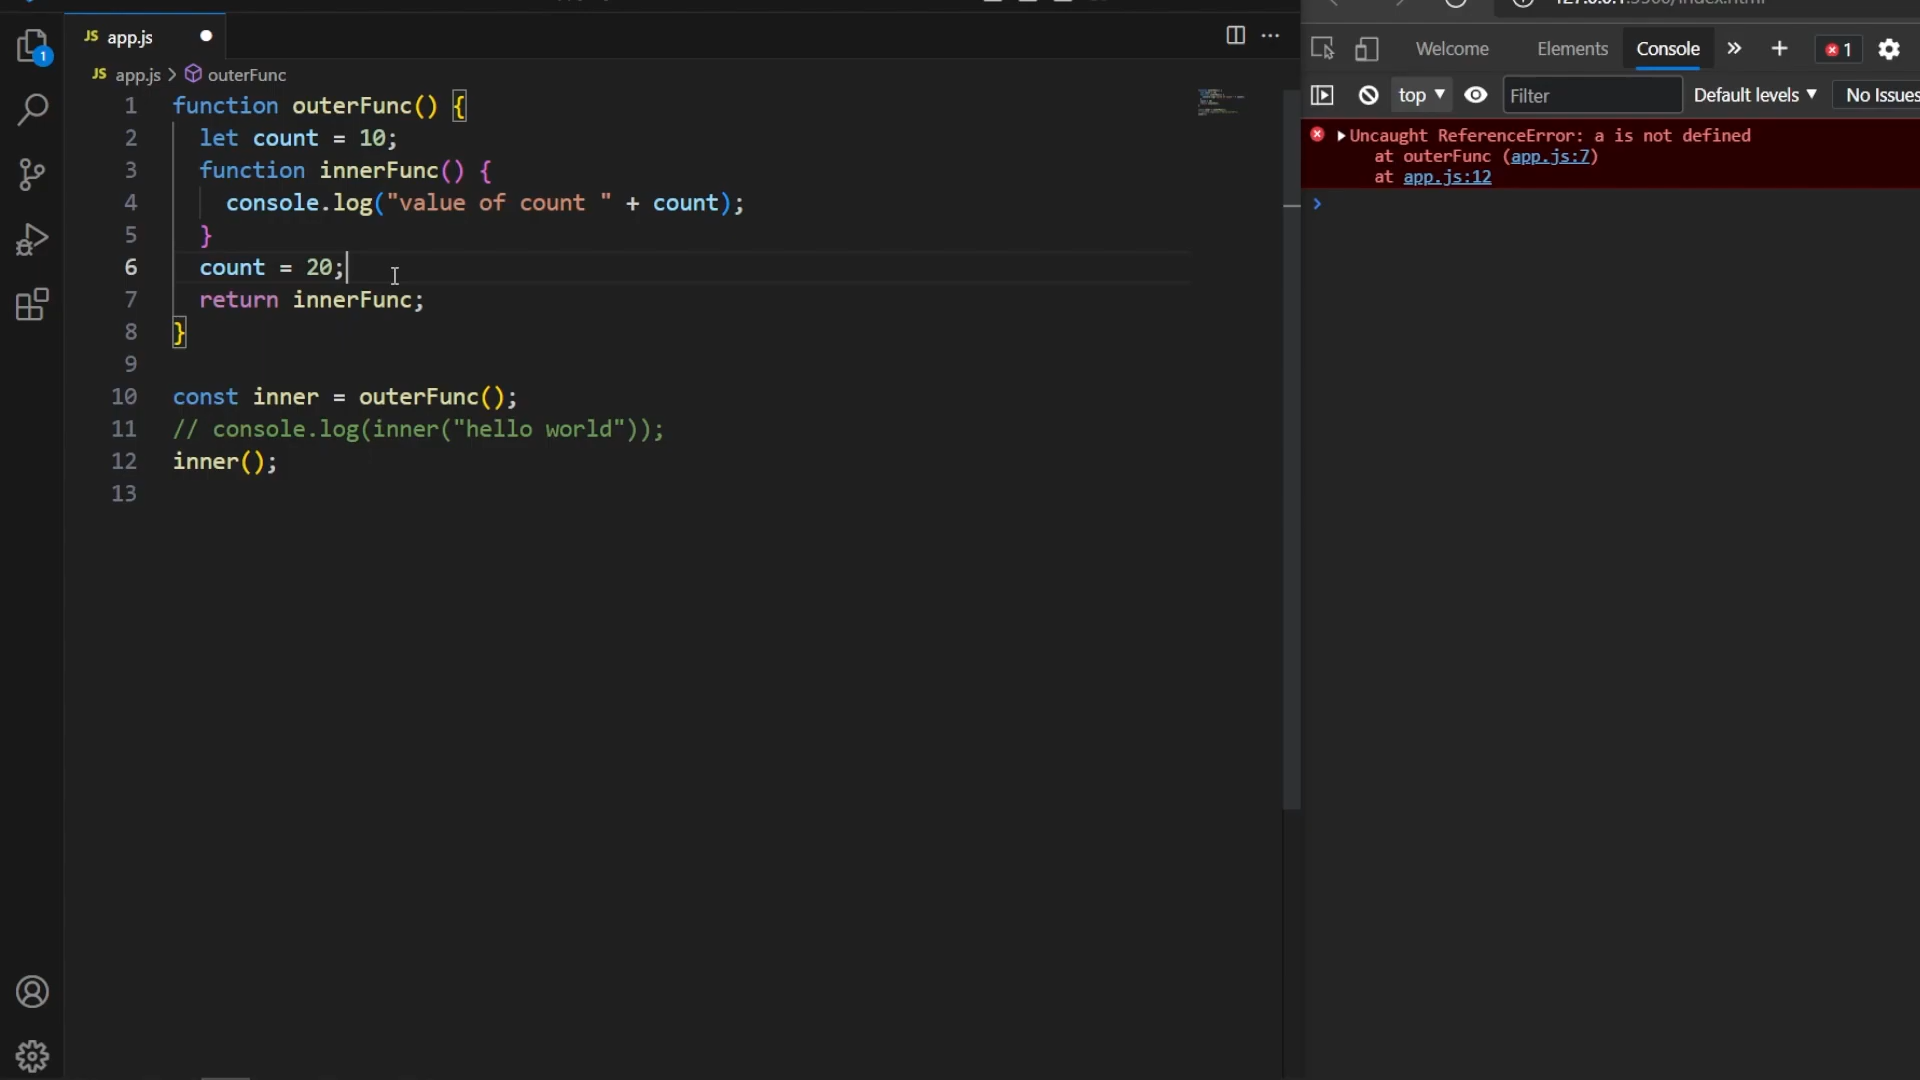 JS app.js
JS app.js > outerFunc
1 function outerFunc() {
2 let count = 10;
3 function innerFunc() {
4 console.log("value of count " + count);
5 }
6 count = 20;
7 return innerFunc;
8 }
9
10 const inner = outerFunc();
11 // console.log(inner("hello world"));
12 inner();
13
1
Welcome Elements Console 1
top Filter Default levels No Issues
Uncaught ReferenceError: a is not defined
at outerFunc (app.js:7)
at app.js:12